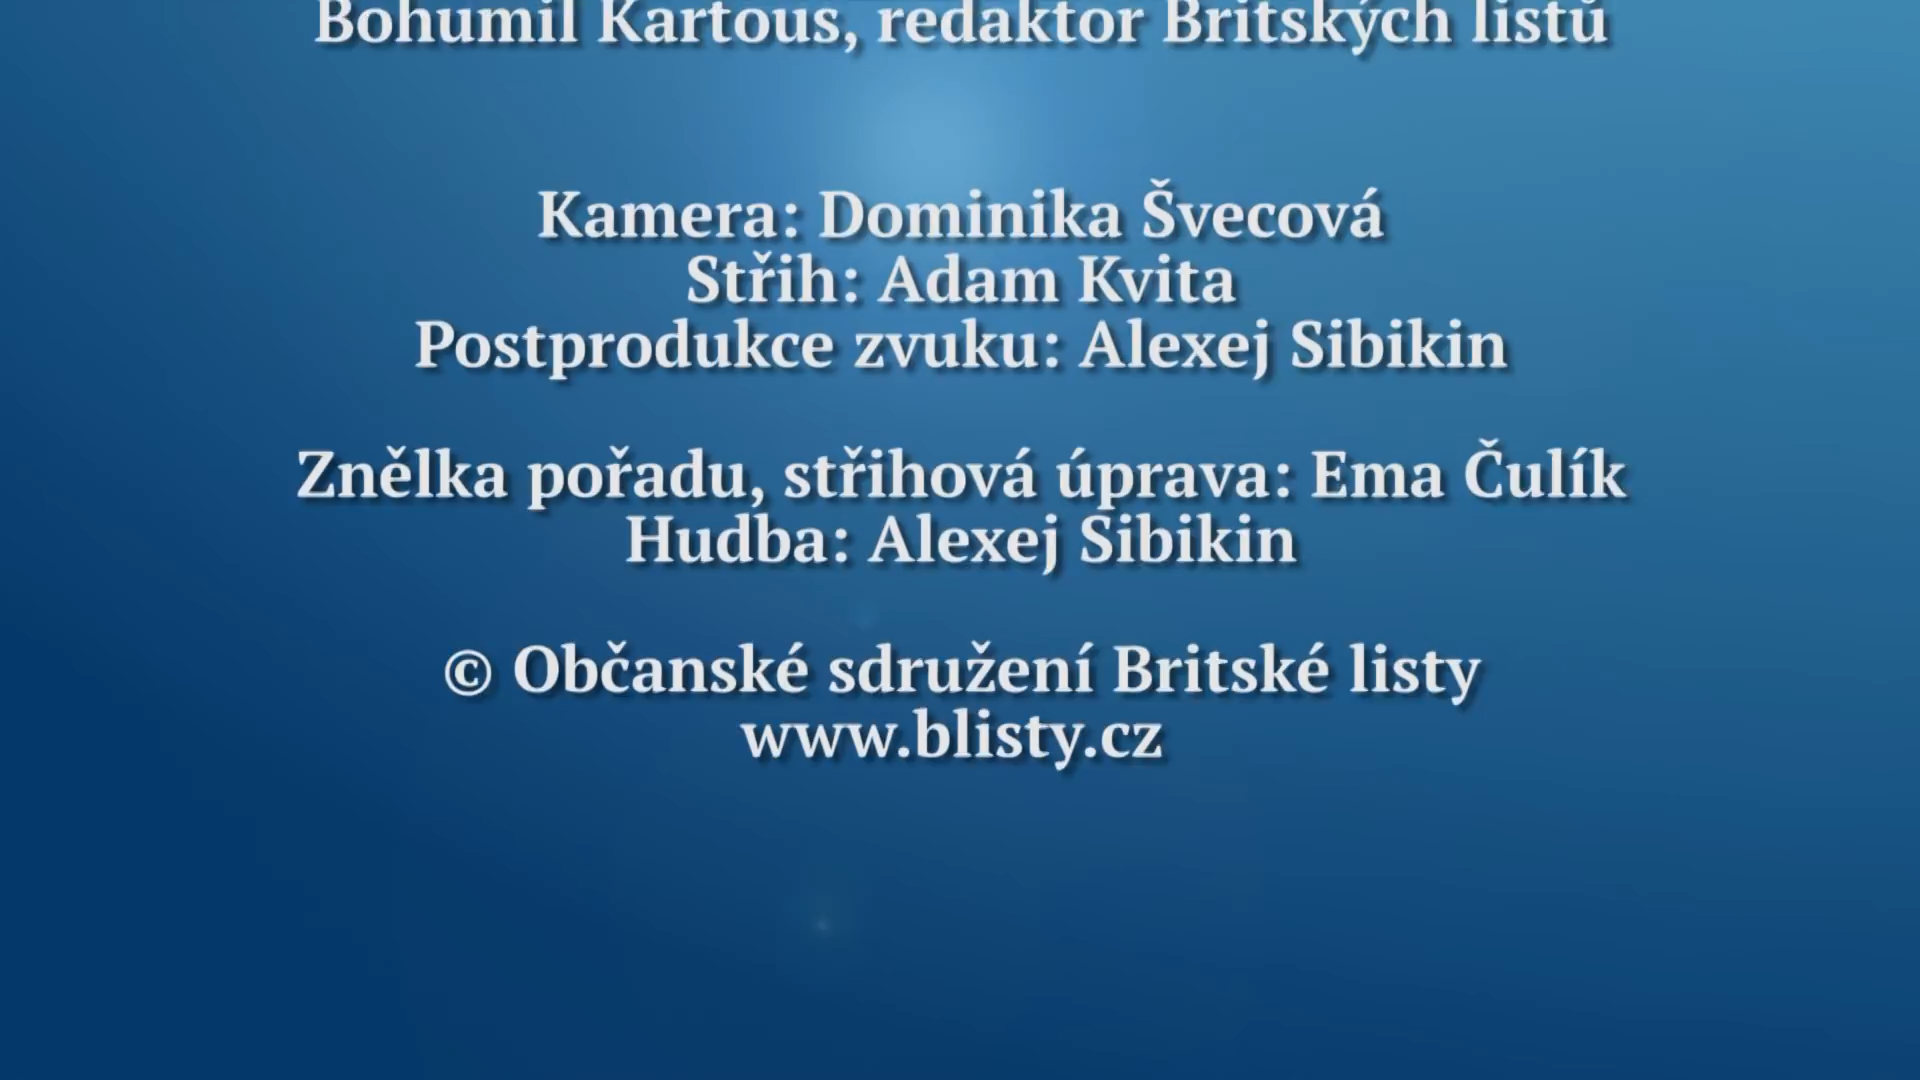 Bohumil Kartous, redaktor Britských listů
Kamera: Dominika Švecová
Střih: Adam Kvita
Postprodukce zvuku: Alexej Sibikin
Znělka pořadu, střihová úprava: Ema Čulík
Hudba: Alexej Sibikin
© Občanské sdružení Britské listy
www.blisty.cz